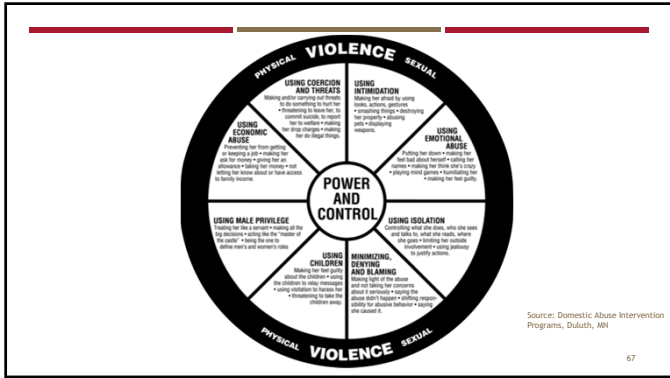 PHYSICAL VIOLENCE SEXUAL
USING COERCION
AND THREATS
Making and/or carrying out threats
to do something to hurt her
• threatening to leave her, to
commit suicide, to report
her to welfare • making
her drop charges • making
her do illegal things.
USING
INTIMIDATION
Making her afraid by using
looks, actions, gestures
• smashing things • destroying
her property • abusing
pets • displaying
weapons.
USING
ECONOMIC
ABUSE
Preventing her from getting
or keeping a job • making her
ask for money • giving her an
allowance • taking her money • not
letting her know about or have access
to family income.
USING
EMOTIONAL
ABUSE
Putting her down • making her
feel bad about herself • calling her
names • making her think she's crazy
• playing mind games • humiliating her
• making her feel guilty.
POWER
AND
CONTROL
USING MALE PRIVILEGE
Treating her like a servant • making all the
big decisions • acting like the "master of
the castle" • being the one to
define men's and women's roles
USING ISOLATION
Controlling what she does, who she sees
and talks to, what she reads, where
she goes • limiting her outside
involvement • using jealousy
to justify actions.
USING
CHILDREN
Making her feel guilty
about the children • using
the children to relay messages
• using visitation to harass her
• threatening to take the
children away.
MINIMIZING,
DENYING
AND BLAMING
Making light of the abuse
and not taking her concerns
about it seriously • saying the
abuse didn't happen • shifting respon-
sibility for abusive behavior • saying
she caused it.
PHYSICAL VIOLENCE SEXUAL
Source: Domestic Abuse Intervention
Programs, Duluth, MN
67